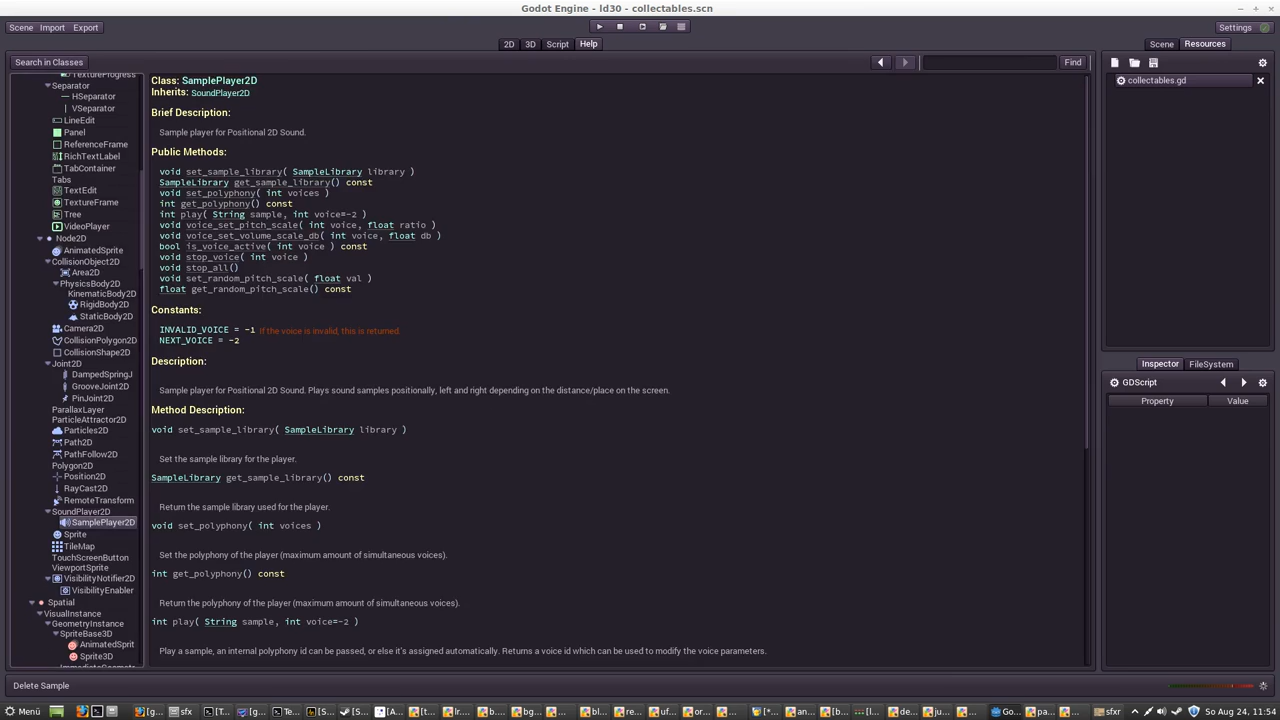 Godot Engine - ld30 - collectables.scn
Scene Import Export
Settings
2D 3D Script Help
Scene Resources
Search in Classes
Find
TextureProgress
Separator
HSeparator
VSeparator
LineEdit
Panel
ReferenceFrame
RichTextLabel
TabContainer
Tabs
TextEdit
TextureFrame
Tree
VideoPlayer
Node2D
AnimatedSprite
CollisionObject2D
Area2D
PhysicsBody2D
KinematicBody2D
RigidBody2D
StaticBody2D
Camera2D
CollisionPolygon2D
CollisionShape2D
Joint2D
DampedSpringJ
GrooveJoint2D
PinJoint2D
ParallaxLayer
ParticleAttractor2D
Particles2D
Path2D
PathFollow2D
Polygon2D
Position2D
RayCast2D
RemoteTransform
SoundPlayer2D
SamplePlayer2D
Sprite
TileMap
TouchScreenButton
ViewportSprite
VisibilityNotifier2D
VisibilityEnabler
Spatial
VisualInstance
GeometryInstance
SpriteBase3D
AnimatedSprit
Sprite3D
Class: SamplePlayer2D
Inherits: SoundPlayer2D
Brief Description:
Sample player for Positional 2D Sound.
Public Methods:
void set_sample_library( SampleLibrary library )
SampleLibrary get_sample_library() const
void set_polyphony( int voices )
int get_polyphony() const
int play( String sample, int voice=-2 )
void voice_set_pitch_scale( int voice, float ratio )
void voice_set_volume_scale_db( int voice, float db )
bool is_voice_active( int voice ) const
void stop_voice( int voice )
void stop_all()
void set_random_pitch_scale( float val )
float get_random_pitch_scale() const
Constants:
INVALID_VOICE = -1 If the voice is invalid, this is returned.
NEXT_VOICE = -2
Description:
Sample player for Positional 2D Sound. Plays sound samples positionally, left and right depending on the distance/place on the screen.
Method Description:
void set_sample_library( SampleLibrary library )
Set the sample library for the player.
SampleLibrary get_sample_library() const
Return the sample library used for the player.
void set_polyphony( int voices )
Set the polyphony of the player (maximum amount of simultaneous voices).
int get_polyphony() const
Return the polyphony of the player (maximum amount of simultaneous voices).
int play( String sample, int voice=-2 )
Play a sample, an internal polyphony id can be passed, or else it's assigned automatically. Returns a voice id which can be used to modify the voice parameters.
collectables.gd
Inspector FileSystem
GDScript
Property Value
Delete Sample
Menü [g... sfx [T... [g... Te... [S... [S... [A... [t... lr... b... bg... ... bl... re... uf... or... ... [*... an... [b... [l... de... ju... ... Go... pa... [e... ... sfxr So Aug 24, 11:54